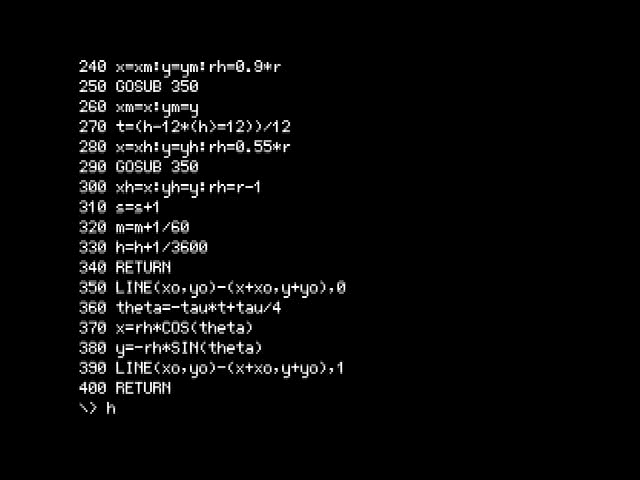 240 x=xm:y=ym:rh=0.9*r
250 GOSUB 350
260 xm=x:ym=y
270 t=(h-12*(h>=12))/12
280 x=xh:y=yh:rh=0.55*r
290 GOSUB 350
300 xh=x:yh=y:rh=r-1
310 s=s+1
320 m=m+1/60
330 h=h+1/3600
340 RETURN
350 LINE(xo,yo)-(x+xo,y+yo),0
360 theta=-tau*t+tau/4
370 x=rh*COS(theta)
380 y=-rh*SIN(theta)
390 LINE(xo,yo)-(x+xo,y+yo),1
400 RETURN
\> h